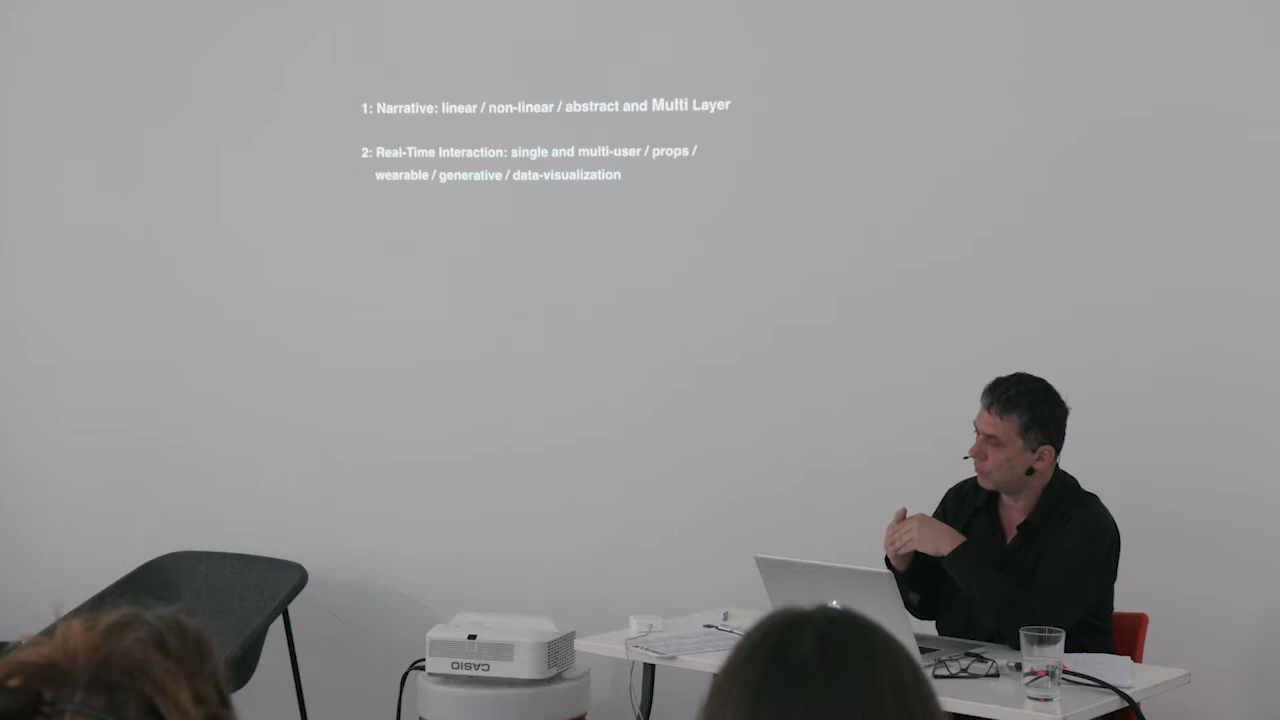 1: Narrative: linear / non-linear / abstract and Multi Layer
2: Real-Time Interaction: single and multi-user / props /
wearable / generative / data-visualization
CASIO